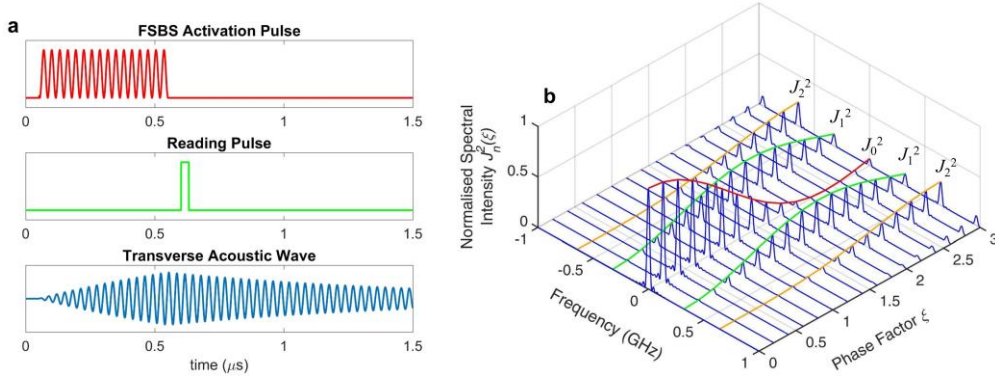 a
FSBS Activation Pulse
0 0.5 1 1.5
Reading Pulse
0 0.5 1 1.5
Transverse Acoustic Wave
0 0.5 1 1.5
time (μs)
b
Normalised Spectral
Intensity Jn²(ξ)
1
0.5
0
J₂²
J₁²
J₀²
J₁²
J₂²
-1
-0.5
0
0.5
1
Frequency (GHz)
0
0.5
1
1.5
2
2.5
3
Phase Factor ξ